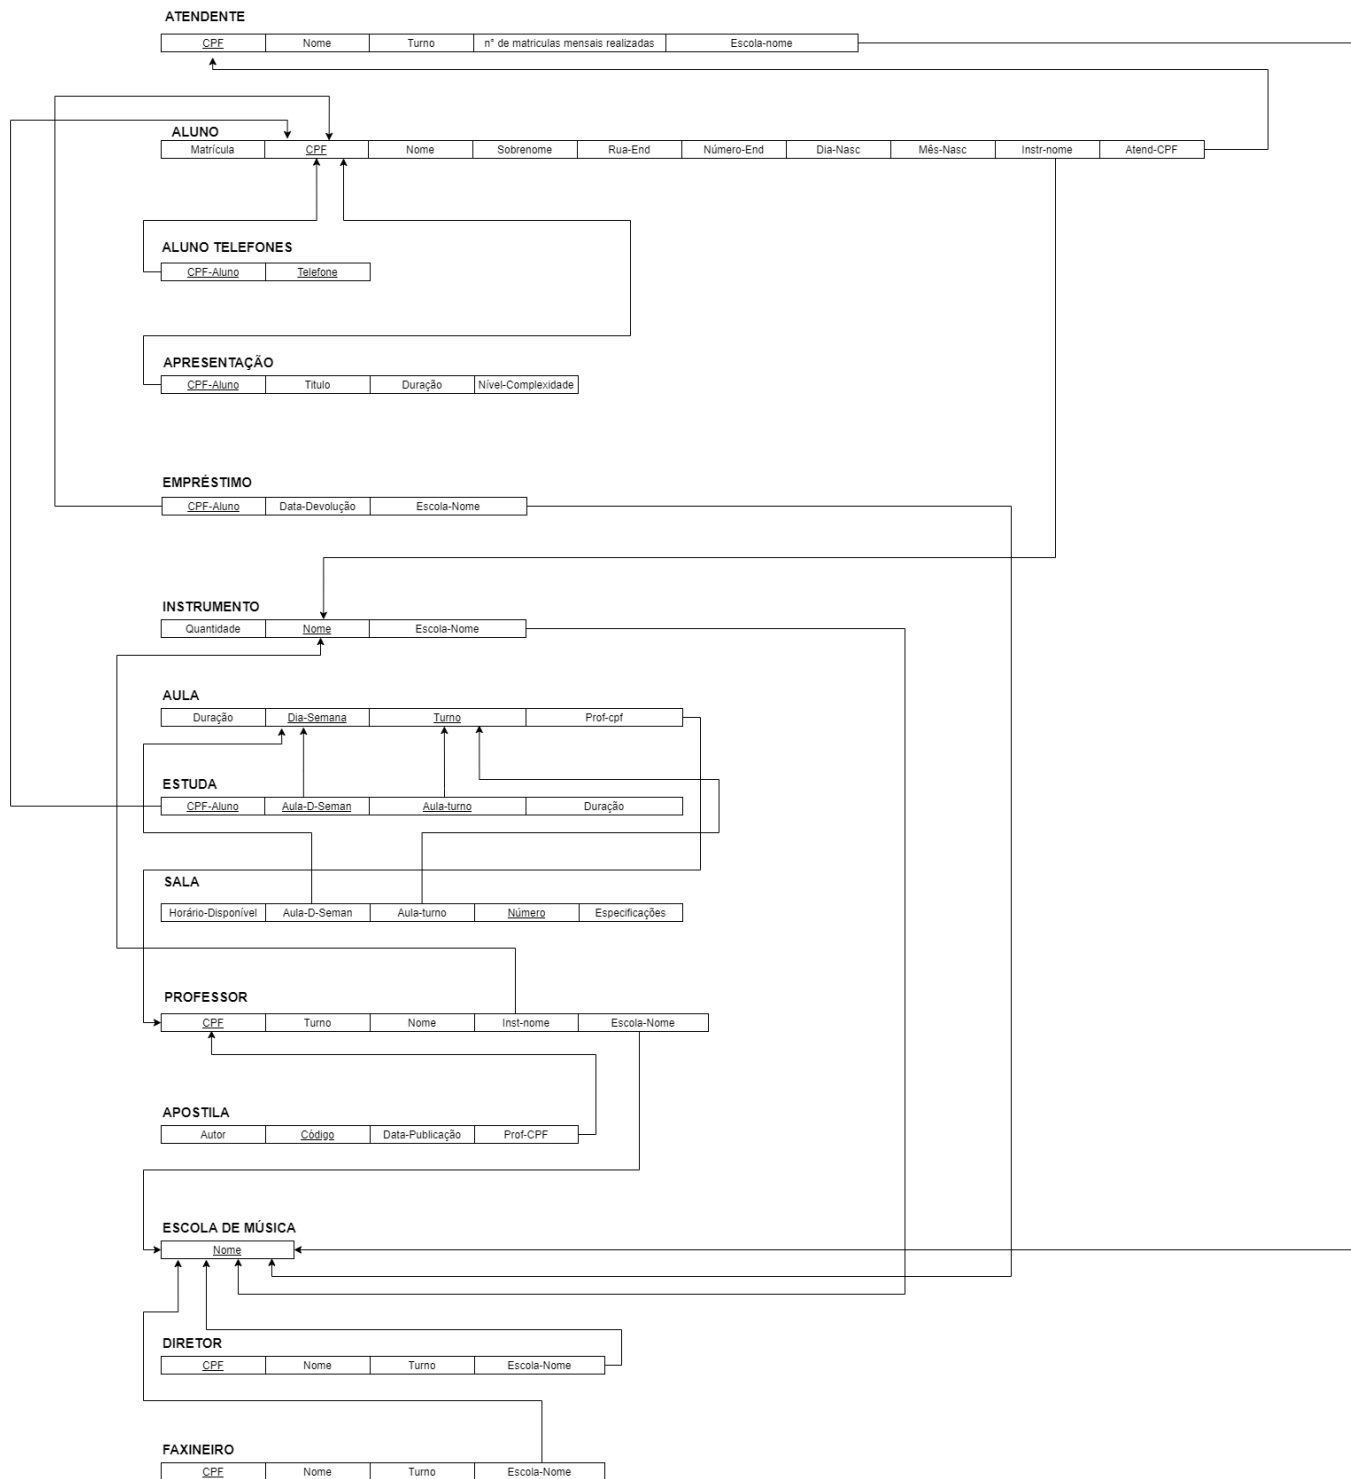 ATENDENTE
CPF Nome Turno n° de matriculas mensais realizadas Escola-nome
ALUNO
Matrícula CPF Nome Sobrenome Rua-End Número-End Dia-Nasc Mês-Nasc Instr-nome Atend-CPF
ALUNO TELEFONES
CPF-Aluno Telefone
APRESENTAÇÃO
CPF-Aluno Titulo Duração Nível-Complexidade
EMPRÉSTIMO
CPF-Aluno Data-Devolução Escola-Nome
INSTRUMENTO
Quantidade Nome Escola-Nome
AULA
Duração Dia-Semana Turno Prof-cpf
ESTUDA
CPF-Aluno Aula-D-Seman Aula-turno Duração
SALA
Horário-Disponível Aula-D-Seman Aula-turno Número Especificações
PROFESSOR
CPF Turno Nome Inst-nome Escola-Nome
APOSTILA
Autor Código Data-Publicação Prof-CPF
ESCOLA DE MÚSICA
Nome
DIRETOR
CPF Nome Turno Escola-Nome
FAXINEIRO
CPF Nome Turno Escola-Nome